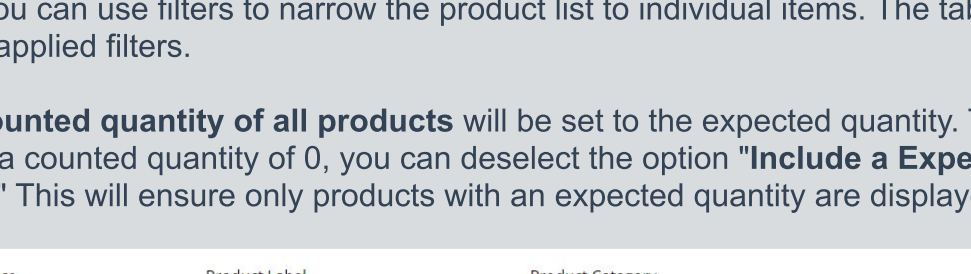 ou can use filters to narrow the product list to individual items. The tab
applied filters.
ounted quantity of all products will be set to the expected quantity. T
a counted quantity of 0, you can deselect the option "Include a Expe
" This will ensure only products with an expected quantity are display
Product Label Product Category